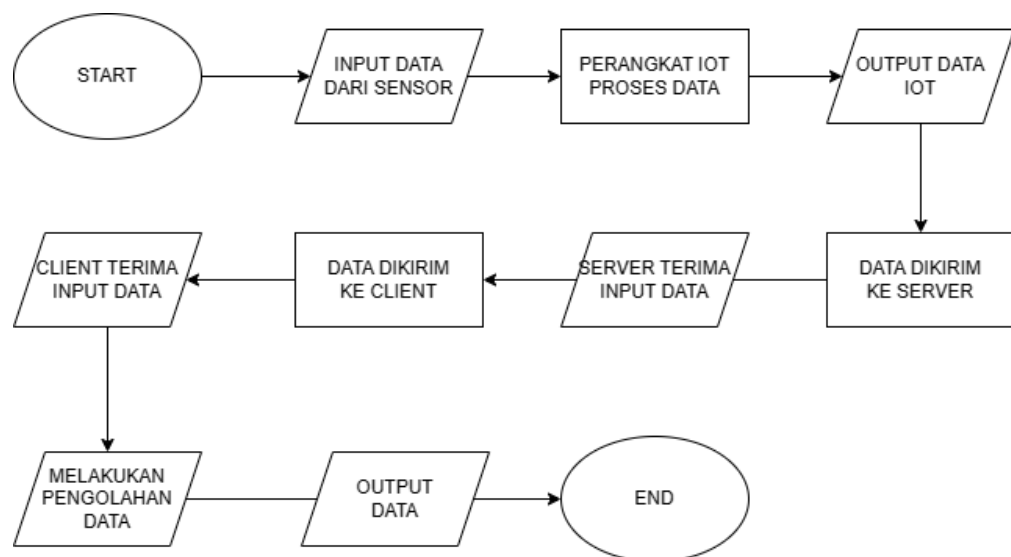 START
INPUT DATA
DARI SENSOR
PERANGKAT IOT
PROSES DATA
OUTPUT DATA
IOT
DATA DIKIRIM
KE SERVER
SERVER TERIMA
INPUT DATA
DATA DIKIRIM
KE CLIENT
CLIENT TERIMA
INPUT DATA
MELAKUKAN
PENGOLAHAN
DATA
OUTPUT
DATA
END